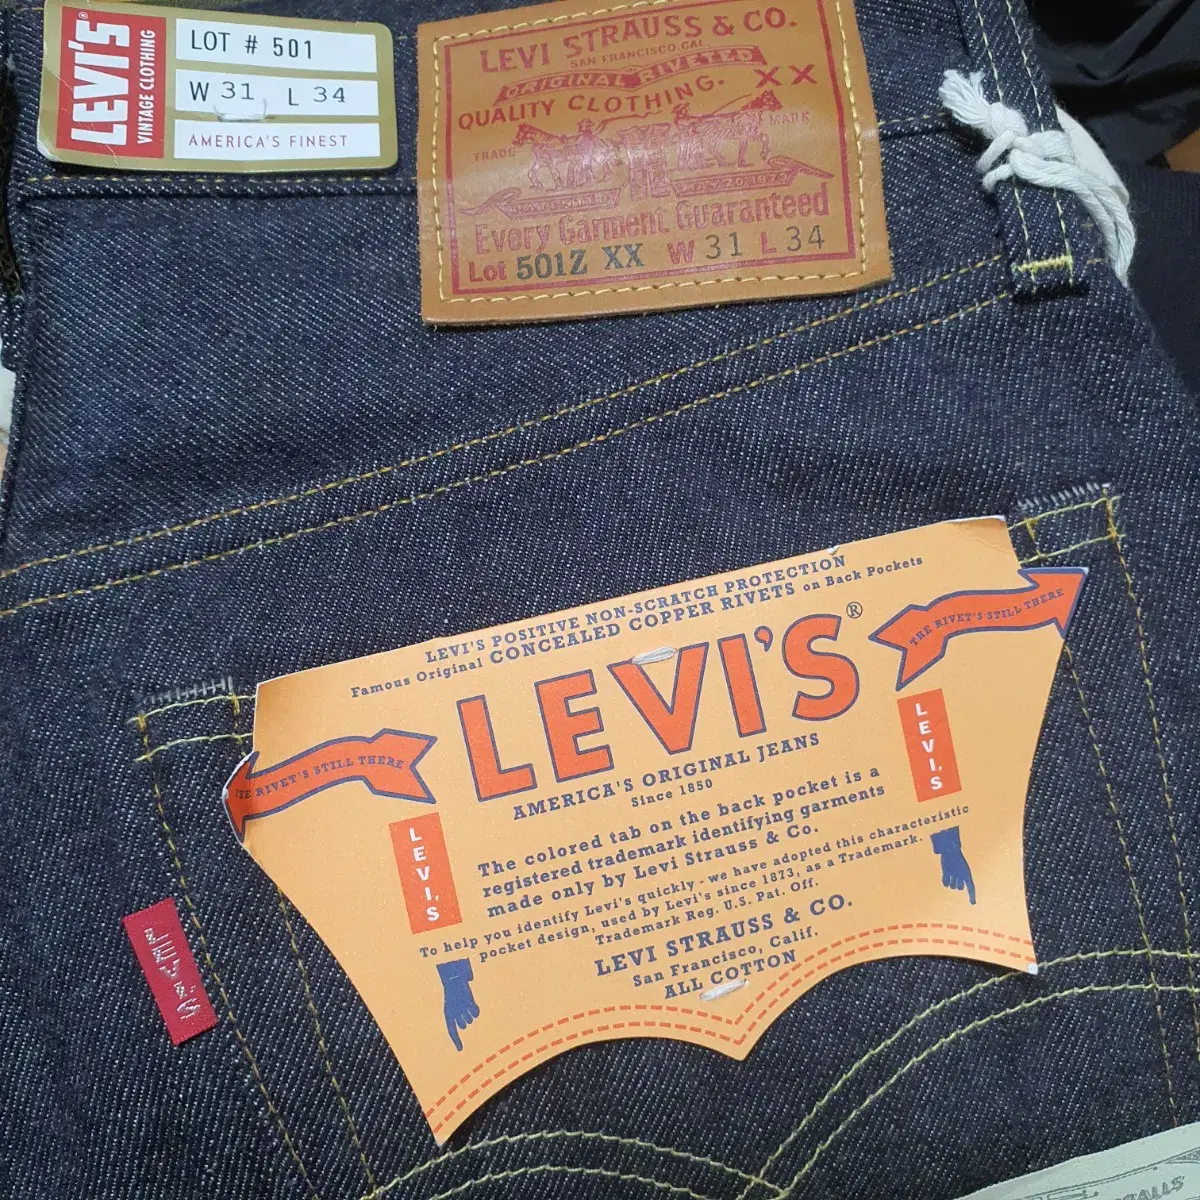 LEVI'S®
VINTAGE CLOTHING
LOT # 501
W 31 L 34
AMERICA'S FINEST
LEVI STRAUSS & CO.
SAN FRANCISCO, CAL.
ORIGINAL RIVETED
QUALITY CLOTHING. XX
TRADE MARK
Every Garment Guaranteed
Lot 501Z XX W 31 L 34
LEVI'S POSITIVE NON-SCRATCH PROTECTION
Famous Original CONCEALED COPPER RIVETS on Back Pockets
LEVI'S®
THE RIVET'S STILL THERE
THE RIVET'S STILL THERE
AMERICA'S ORIGINAL JEANS
Since 1850
LEVI'S
LEVI'S
The colored tab on the back pocket is a
registered trademark identifying garments
made only by Levi Strauss & Co.
To help you identify Levi's quickly - we have adopted this characteristic
pocket design, used by Levi's since 1873, as a Trademark.
Trademark Reg. U.S. Pat. Off.
LEVI STRAUSS & CO.
San Francisco, Calif.
ALL COTTON
LEVI'S